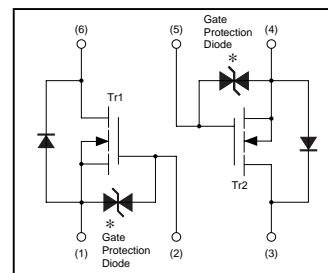 Gate
Protection
Diode
(6) (5) (4)
*
Tr1
Tr2
*
(1) (2) (3)
Gate
Protection
Diode